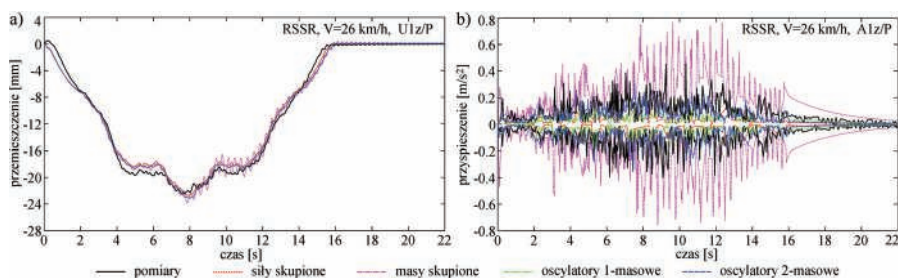 a)
RSSR, V=26 km/h, U1z/P
przemieszczenie [mm]
4
0
-4
-8
-12
-16
-20
-24
-28
0 2 4 6 8 10 12 14 16 18 20 22
czas [s]
b)
RSSR, V=26 km/h, A1z/P
przyspieszenie [m/s²]
0.8
0.6
0.4
0.2
0
-0.2
-0.4
-0.6
-0.8
0 2 4 6 8 10 12 14 16 18 20 22
czas [s]
pomiary siły skupione masy skupione oscylatory 1-masowe oscylatory 2-masowe